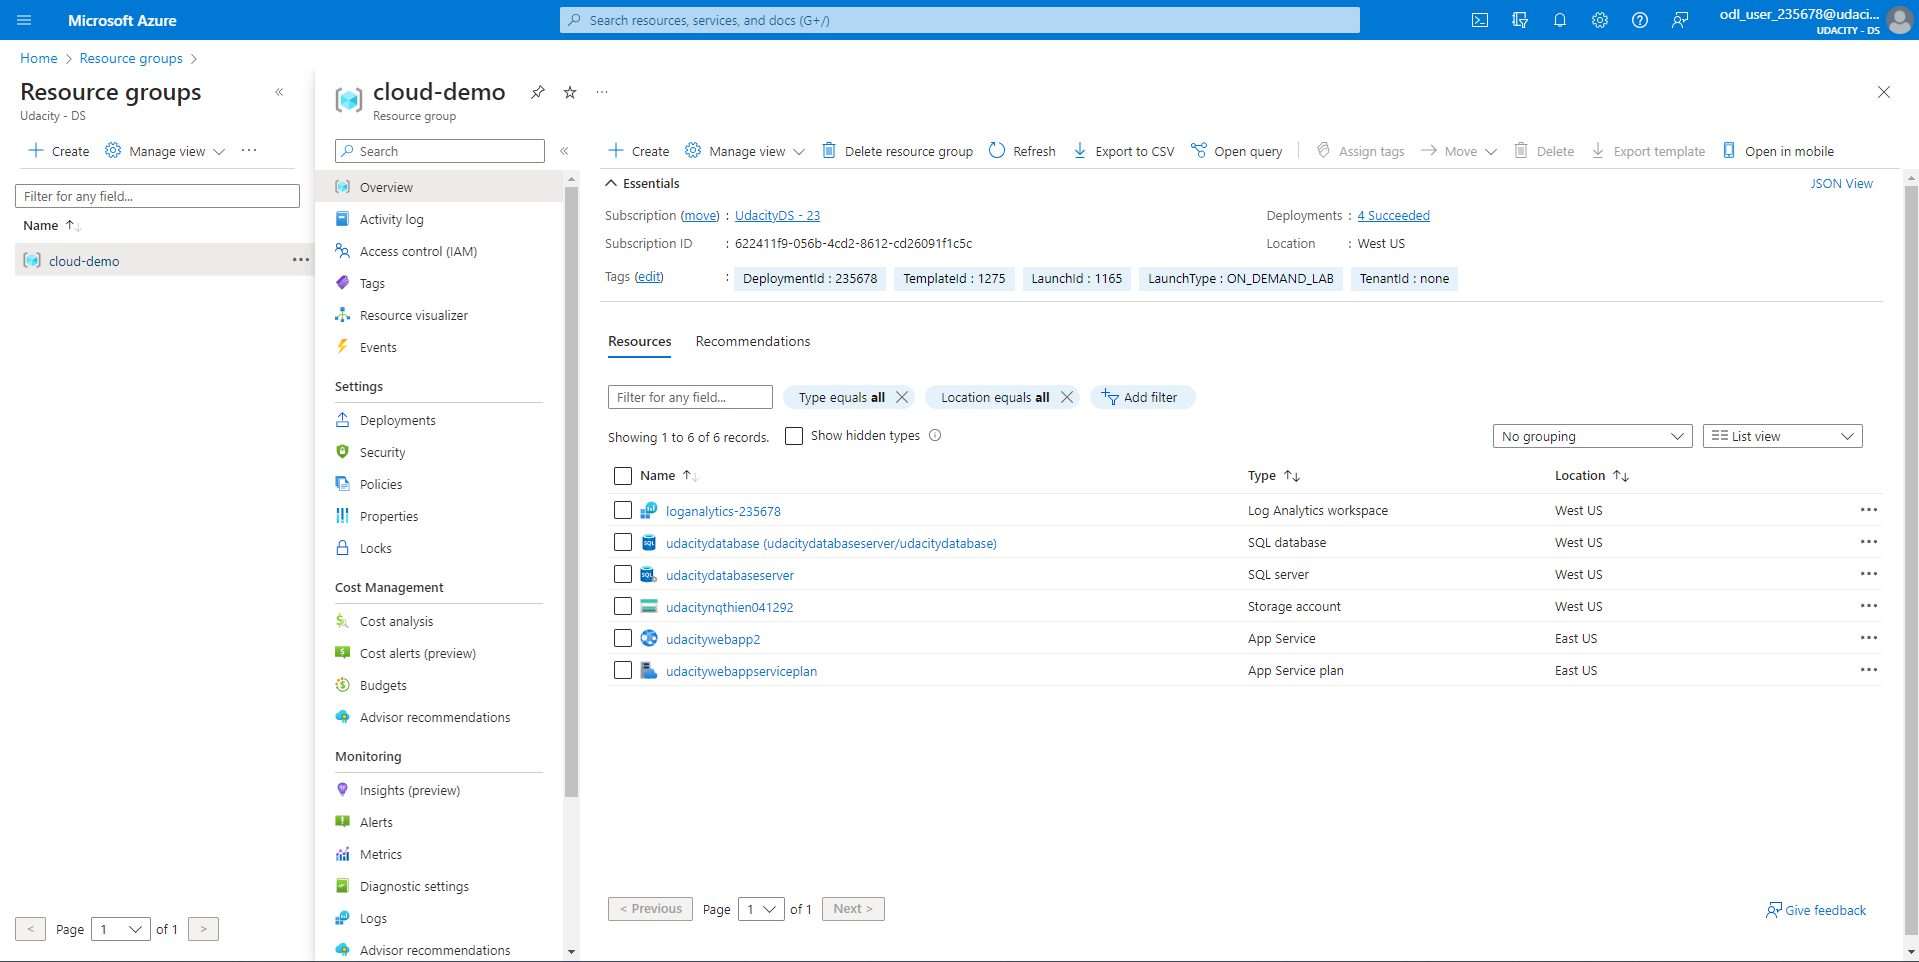 Microsoft Azure
Search resources, services, and docs (G+/)
odl_user_235678@udaci...
UDACITY - DS
Home > Resource groups >
Resource groups
Udacity - DS
Create
Manage view
Filter for any field...
Name
cloud-demo
< Page 1 of 1 >
cloud-demo
Resource group
Search
Overview
Activity log
Access control (IAM)
Tags
Resource visualizer
Events
Settings
Deployments
Security
Policies
Properties
Locks
Cost Management
Cost analysis
Cost alerts (preview)
Budgets
Advisor recommendations
Monitoring
Insights (preview)
Alerts
Metrics
Diagnostic settings
Logs
Advisor recommendations
Create Manage view Delete resource group Refresh Export to CSV Open query Assign tags Move Delete Export template Open in mobile
Essentials
JSON View
Subscription (move) : UdacityDS - 23
Deployments : 4 Succeeded
Subscription ID : 622411f9-056b-4cd2-8612-cd26091f1c5c
Location : West US
Tags (edit) : DeploymentId : 235678 TemplateId : 1275 LaunchId : 1165 LaunchType : ON_DEMAND_LAB TenantId : none
Resources Recommendations
Filter for any field... Type equals all Location equals all Add filter
Showing 1 to 6 of 6 records. Show hidden types
No grouping List view
Name Type Location
loganalytics-235678 Log Analytics workspace West US
udacitydatabase (udacitydatabaseserver/udacitydatabase) SQL database West US
udacitydatabaseserver SQL server West US
udacitynqthien041292 Storage account West US
udacitywebapp2 App Service East US
udacitywebappserviceplan App Service plan East US
< Previous Page 1 of 1 Next >
Give feedback